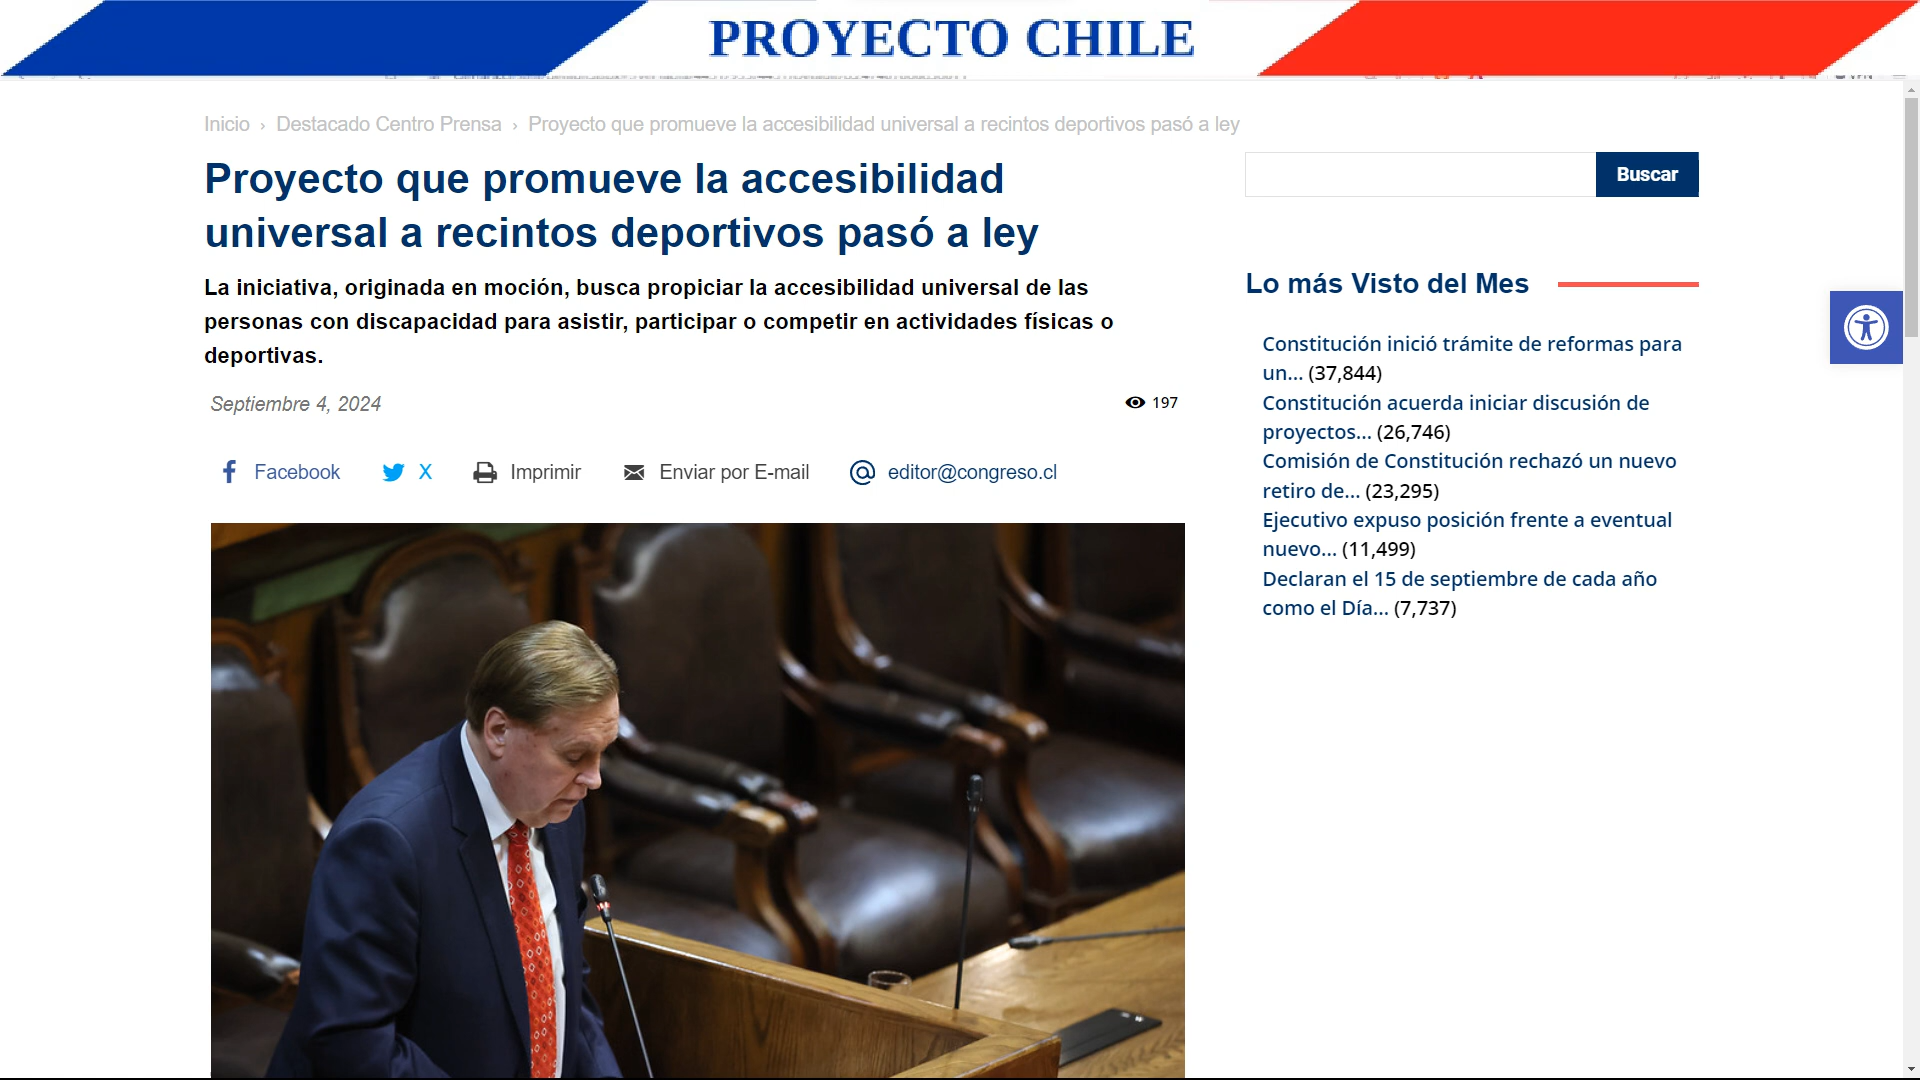 PROYECTO CHILE
Inicio › Destacado Centro Prensa › Proyecto que promueve la accesibilidad universal a recintos deportivos pasó a ley
Proyecto que promueve la accesibilidad
universal a recintos deportivos pasó a ley
La iniciativa, originada en moción, busca propiciar la accesibilidad universal de las
personas con discapacidad para asistir, participar o competir en actividades físicas o
deportivas.
Septiembre 4, 2024
197
Facebook
X
Imprimir
Enviar por E-mail
editor@congreso.cl
Buscar
Lo más Visto del Mes
Constitución inició trámite de reformas para
un... (37,844)
Constitución acuerda iniciar discusión de
proyectos... (26,746)
Comisión de Constitución rechazó un nuevo
retiro de... (23,295)
Ejecutivo expuso posición frente a eventual
nuevo... (11,499)
Declaran el 15 de septiembre de cada año
como el Día... (7,737)